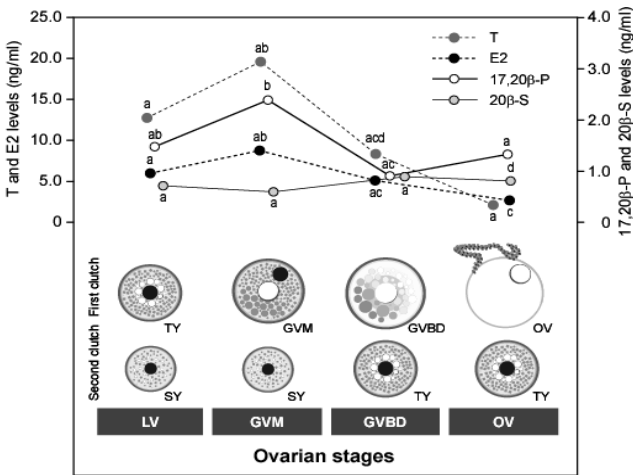 T and E2 levels (ng/ml)
25.0
20.0
15.0
10.0
5.0
0.0
4.0
3.0
2.0
1.0
0.0
17,20β-P and 20β-S levels (ng/ml)
T
E2
17,20β-P
20β-S
a
ab
a
a
ab
b
ab
a
acd
ac
a
ac
a
d
a
c
First clutch
TY
GVM
GVBD
OV
Second clutch
SY
SY
TY
TY
LV
GVM
GVBD
OV
Ovarian stages